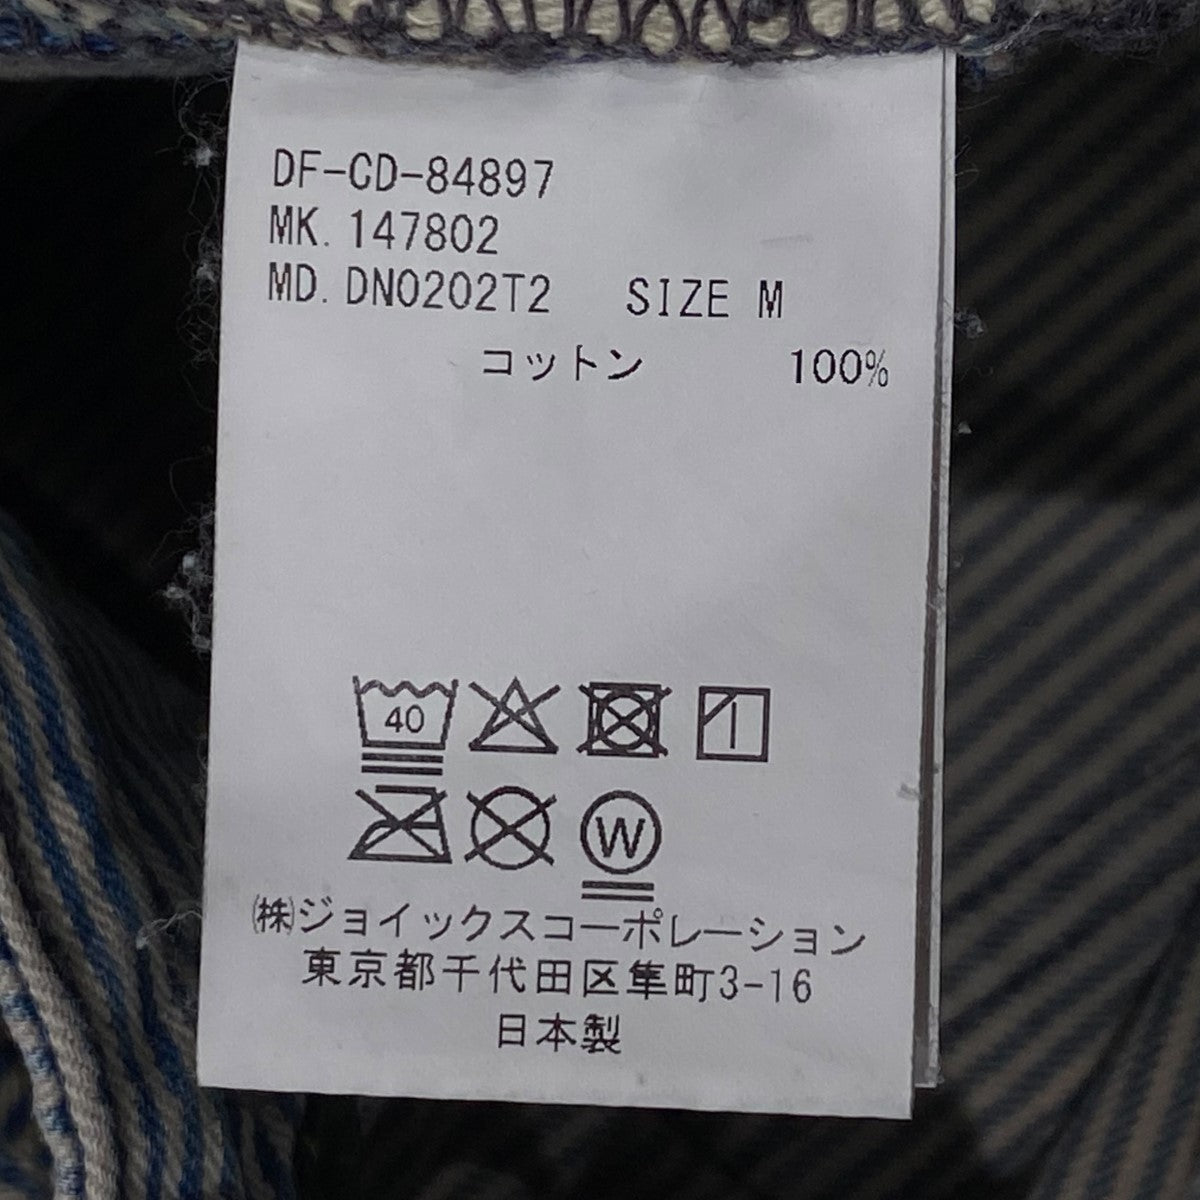 DF-CD-84897
MK. 147802
MD. DN0202T2 SIZE M
コットン 100%
40
W
㈱ジョイックスコーポレーション
東京都千代田区隼町3-16
日本製